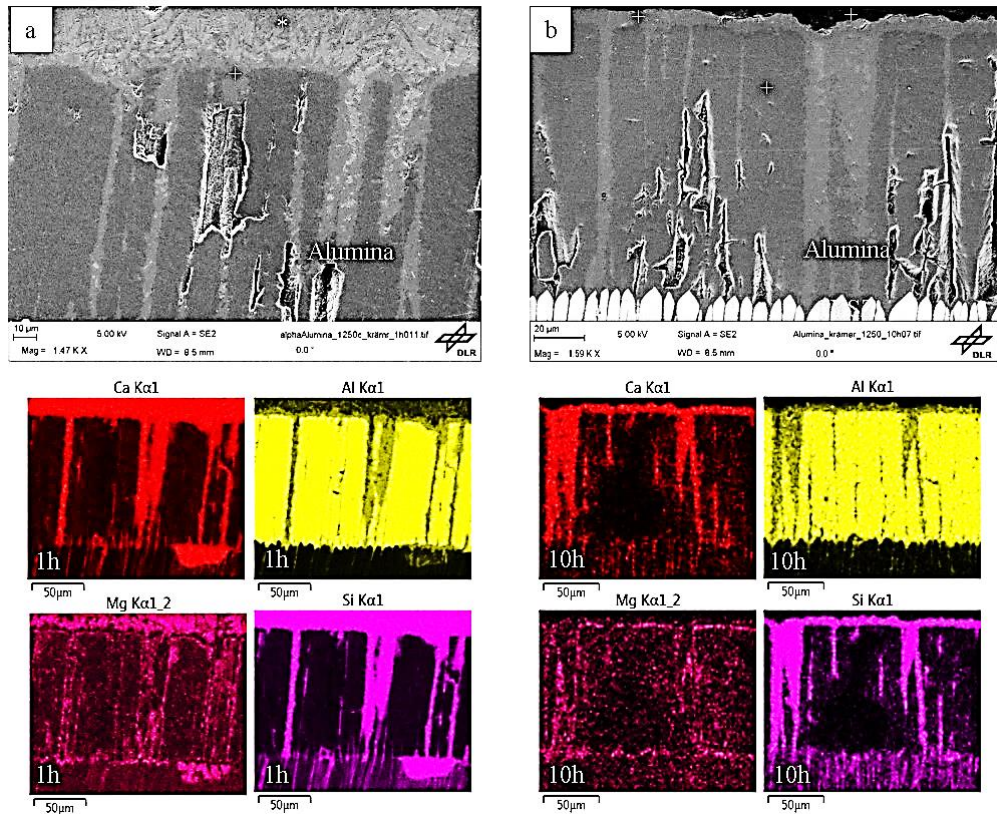 a
Alumina
10 µm
5.00 kV
Signal A = SE2
alphaAlumina_1250c_krämr_1h011.tif
Mag = 1.47 K X
WD = 8.5 mm
0.0 °
DLR
b
Alumina
20 µm
5.00 kV
Signal A = SE2
Alumina_kramer_1250_10h07.tif
Mag = 1.59 K X
WD = 8.5 mm
0.0 °
DLR
Ca Kα1
1h
50µm
Al Kα1
1h
50µm
Mg Kα1_2
1h
50µm
Si Kα1
1h
50µm
Ca Kα1
10h
50µm
Al Kα1
10h
50µm
Mg Kα1_2
10h
50µm
Si Kα1
10h
50µm